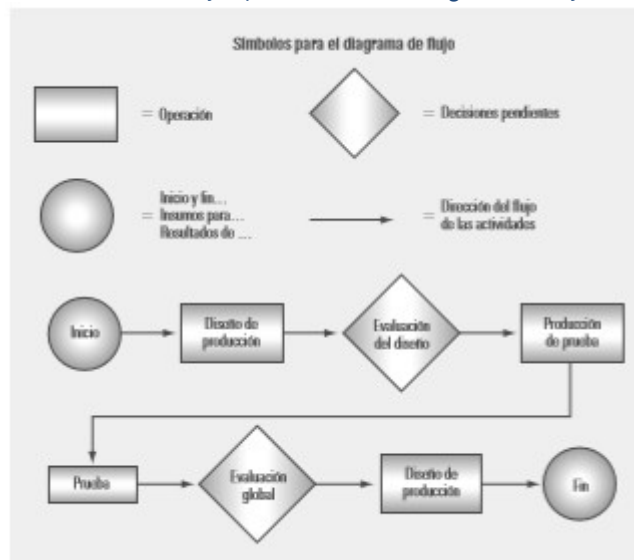 Símbolos para el diagrama de flujo
= Operación
= Decisiones pendientes
Inicio y fin...
= Insumos para...
Resultados de ...
= Dirección del flujo
de las actividades
Inicio
Diseño de
producción
Evaluación
del diseño
Producción
de prueba
Prueba
Evaluación
global
Diseño de
producción
Fin